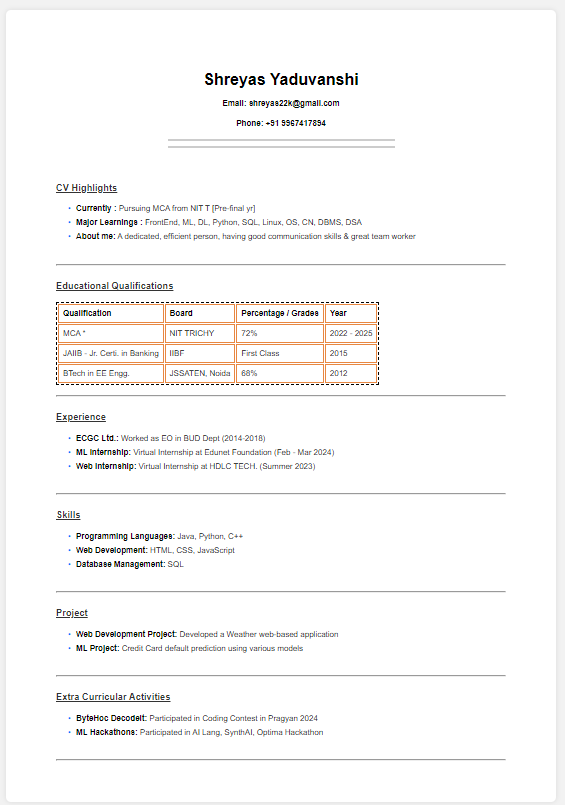 Shreyas Yaduvanshi
Email: shreyas22k@gmail.com
Phone: +91 9967417894
CV Highlights
• Currently : Pursuing MCA from NIT T [Pre-final yr]
• Major Learnings : FrontEnd, ML, DL, Python, SQL, Linux, OS, CN, DBMS, DSA
• About me: A dedicated, efficient person, having good communication skills & great team worker
Educational Qualifications
Qualification Board Percentage / Grades Year
MCA * NIT TRICHY 72% 2022 - 2025
JAIIB - Jr. Certi. in Banking IIBF First Class 2015
BTech in EE Engg. JSSATEN, Noida 68% 2012
Experience
• ECGC Ltd.: Worked as EO in BUD Dept (2014-2018)
• ML Internship: Virtual Internship at Edunet Foundation (Feb - Mar 2024)
• Web Internship: Virtual Internship at HDLC TECH. (Summer 2023)
Skills
• Programming Languages: Java, Python, C++
• Web Development: HTML, CSS, JavaScript
• Database Management: SQL
Project
• Web Development Project: Developed a Weather web-based application
• ML Project: Credit Card default prediction using various models
Extra Curricular Activities
• ByteHoc DecodeIt: Participated in Coding Contest in Pragyan 2024
• ML Hackathons: Participated in AI Lang, SynthAI, Optima Hackathon